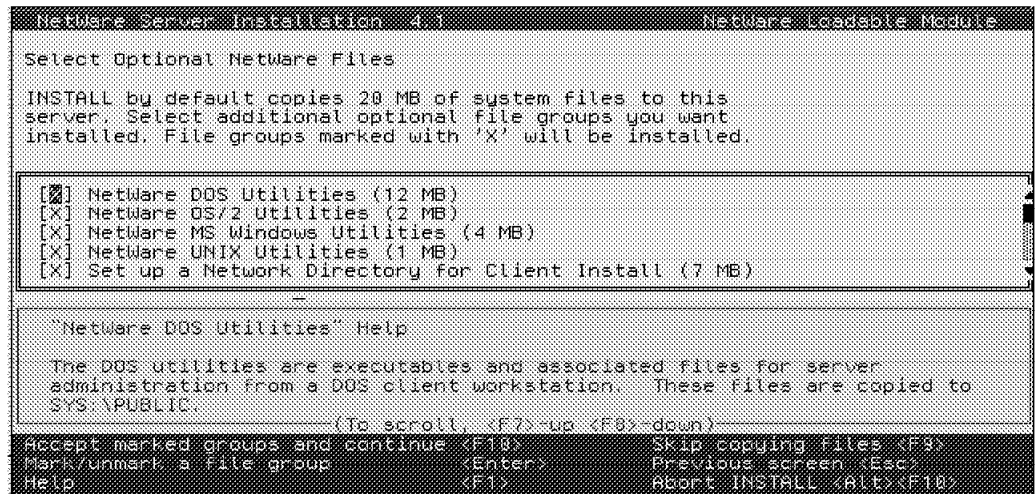 NetWare Server Installation 4.1 NetWare Loadable Module
Select Optional NetWare Files
INSTALL by default copies 20 MB of system files to this
server. Select additional optional file groups you want
installed. File groups marked with 'X' will be installed.
[X] NetWare DOS Utilities (12 MB)
[X] NetWare OS/2 Utilities (2 MB)
[X] NetWare MS Windows Utilities (4 MB)
[X] NetWare UNIX Utilities (1 MB)
[X] Set up a Network Directory for Client Install (7 MB)
"NetWare DOS Utilities" Help
The DOS utilities are executables and associated files for server
administration from a DOS client workstation. These files are copied to
SYS:\PUBLIC.
(To scroll, <F7>-up <F8>-down)
Accept marked groups and continue <F10> Skip copying files <F9>
Mark/unmark a file group <Enter> Previous screen <Esc>
Help <F1> Abort INSTALL <Alt><F10>